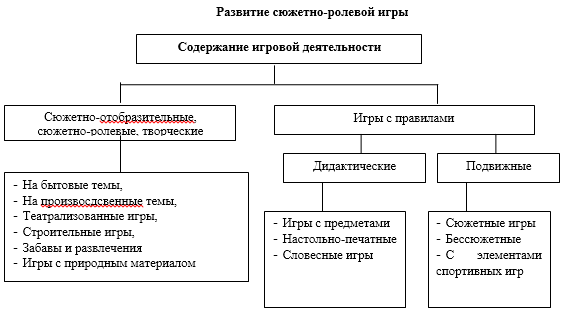 Развитие сюжетно-ролевой игры
Содержание игровой деятельности
Сюжетно-отобразительные,
сюжетно-ролевые, творческие
Игры с правилами
Дидактические
Подвижные
- На бытовые темы,
- На произвосдсвенные темы,
- Театрализованные игры,
- Строительные игры,
- Забавы и развлечения
- Игры с природным материалом
- Игры с предметами
- Настольно-печатные
- Словесные игры
- Сюжетные игры
- Бессюжетные
- С элементами
спортивных игр